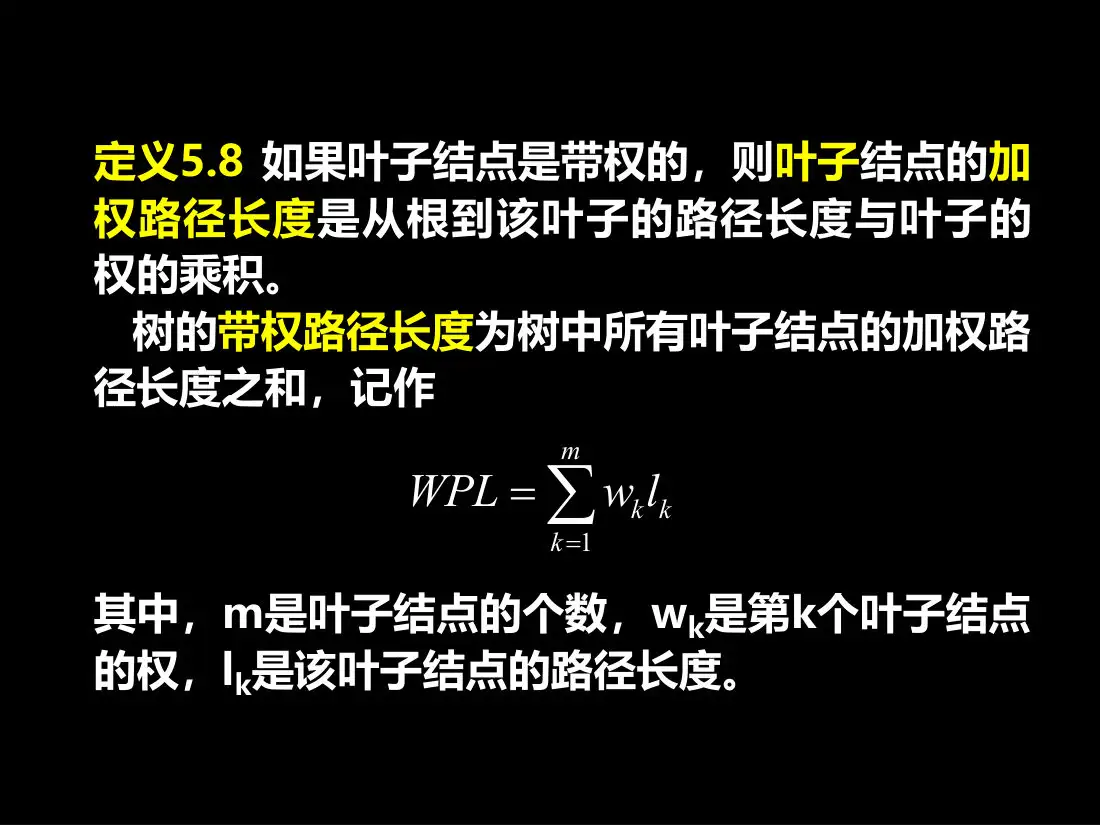 定义5.8 如果叶子结点是带权的，则叶子结点的加
权路径长度是从根到该叶子的路径长度与叶子的
权的乘积。
树的带权路径长度为树中所有叶子结点的加权路
径长度之和，记作
WPL = ∑_{k=1}^{m} w_k l_k
其中，m是叶子结点的个数，w_k是第k个叶子结点
的权，l_k是该叶子结点的路径长度。